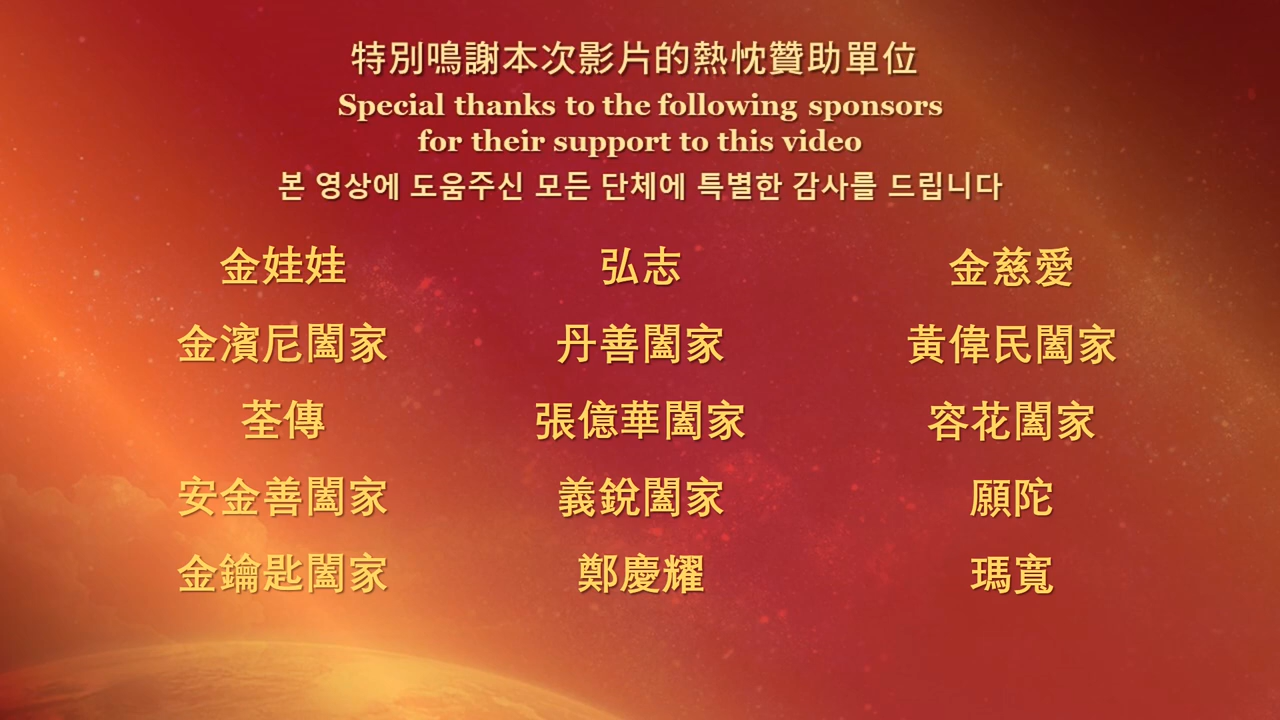 特別鳴謝本次影片的熱忱贊助單位
Special thanks to the following sponsors
for their support to this video
본 영상에 도움주신 모든 단체에 특별한 감사를 드립니다
金娃娃 弘志 金慈愛
金濱尼闔家 丹善闔家 黃偉民闔家
荃傳 張億華闔家 容花闔家
安金善闔家 義銳闔家 願陀
金鑰匙闔家 鄭慶耀 瑪寬